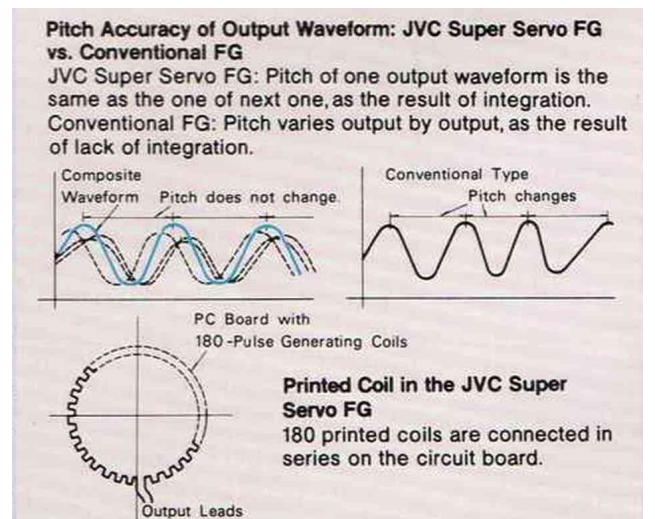 Pitch Accuracy of Output Waveform: JVC Super Servo FG
vs. Conventional FG
JVC Super Servo FG: Pitch of one output waveform is the
same as the one of next one, as the result of integration.
Conventional FG: Pitch varies output by output, as the result
of lack of integration.
Composite
Waveform
Pitch does not change.
Conventional Type
Pitch changes
PC Board with
180-Pulse Generating Coils
Printed Coil in the JVC Super
Servo FG
180 printed coils are connected in
series on the circuit board.
Output Leads